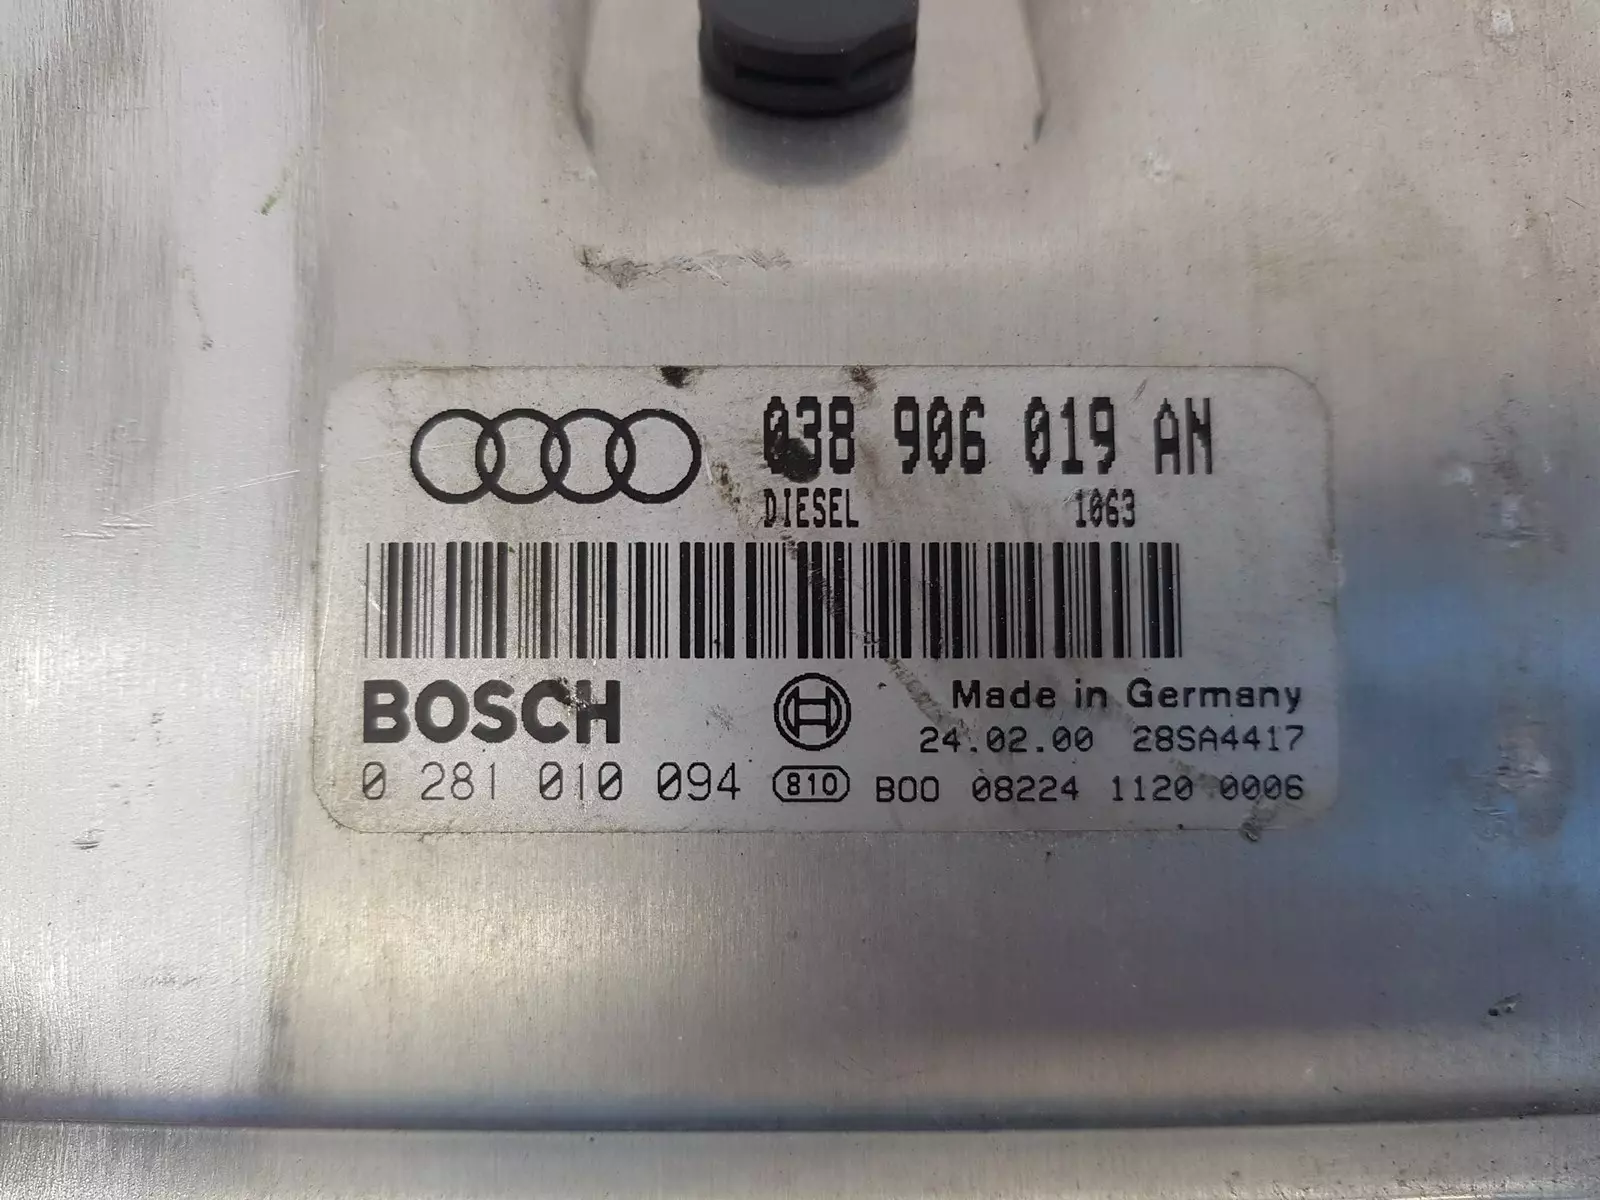 038 906 019 AN
DIESEL 1063
BOSCH Made in Germany
24.02.00 28SA4417
0 281 010 094 810 B00 08224 1120 0006